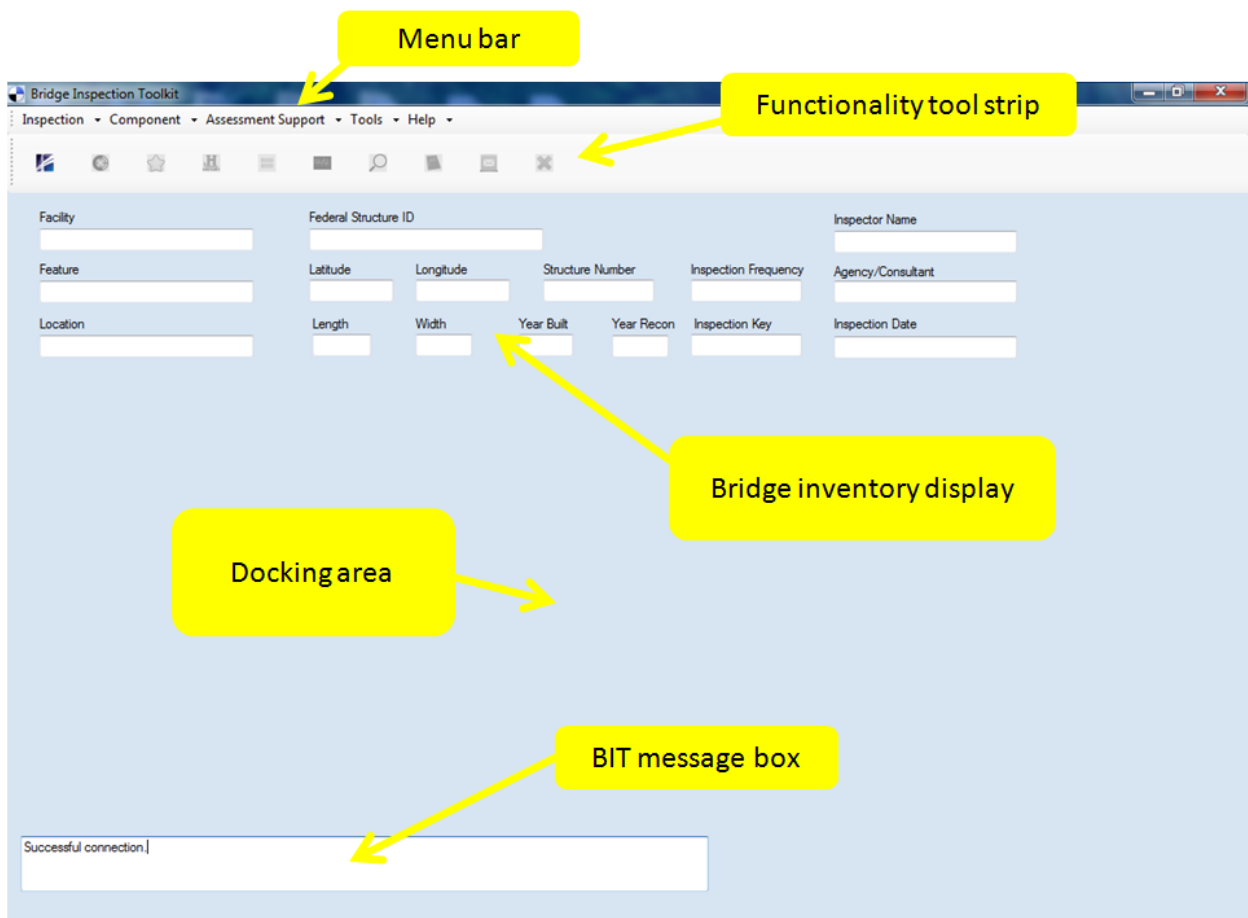 Menu bar
Bridge Inspection Toolkit
Functionality tool strip
Inspection Component Assessment Support Tools Help
Facility Federal Structure ID Inspector Name
Feature Latitude Longitude Structure Number Inspection Frequency Agency/Consultant
Location Length Width Year Built Year Recon Inspection Key Inspection Date
Bridge inventory display
Docking area
BIT message box
Successful connection.